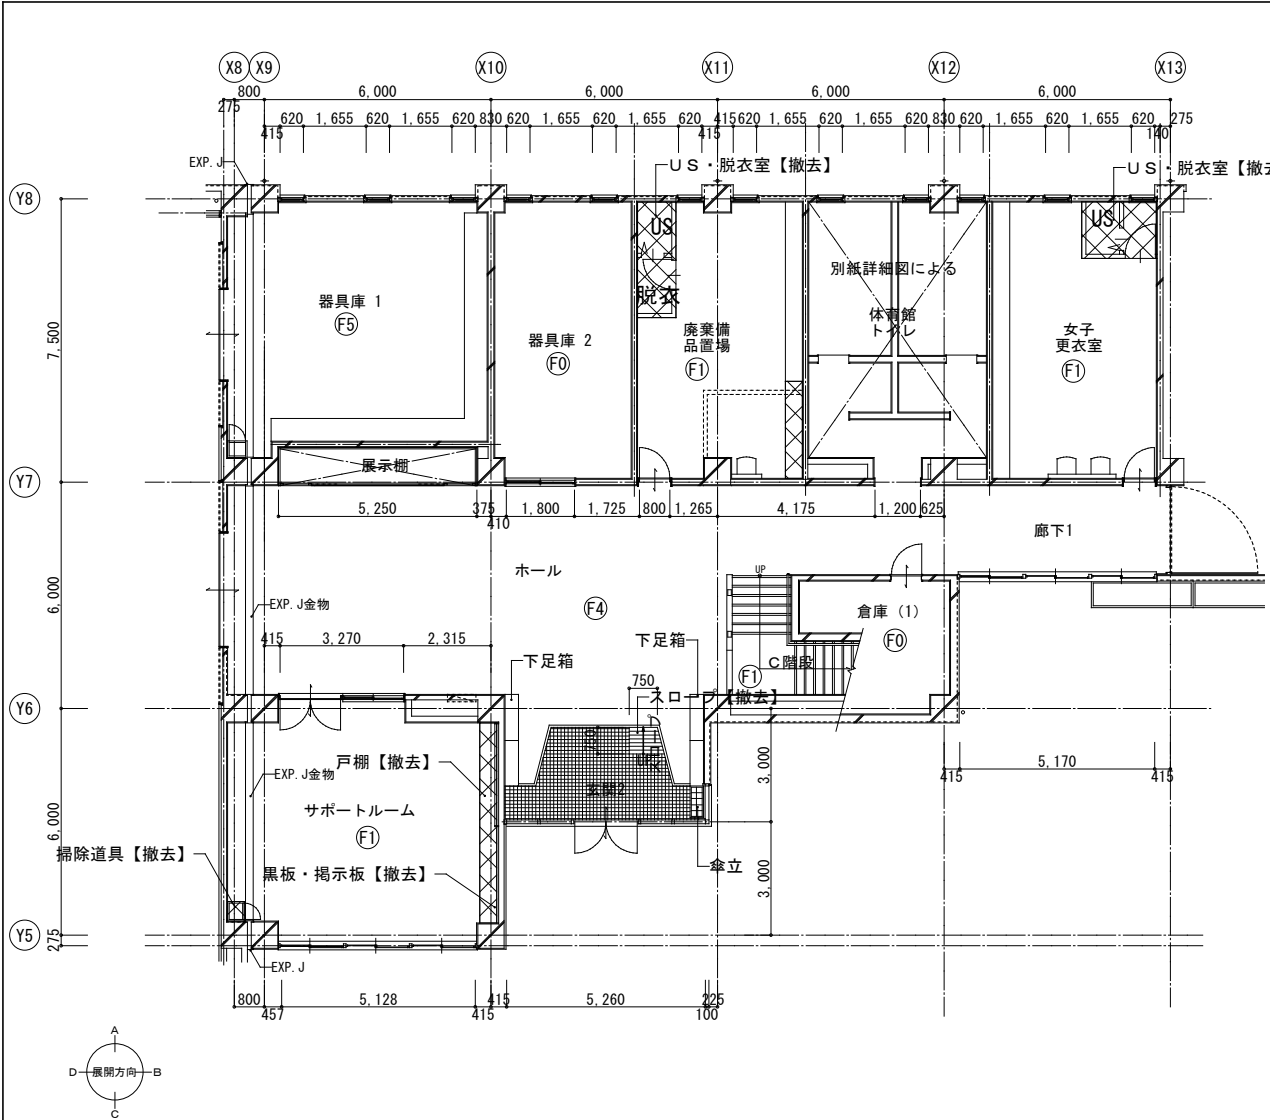 X8 X9 X10 X11 X12 X13
800 6,000 6,000 6,000 6,000
275
620 1,655 620 1,655 620 830 620 1,655 620 1,655 620 415 620 1,655 620 1,655 620 830 620 1,655 620 1,655 620 275
415 415 140
EXP.J
US・脱衣室【撤去】
US・脱衣室【撤去
Y8
US
US
脱衣
別紙詳細図による
器具庫 1
F5
器具庫 2
F0
廃棄備
品置場
F1
体育館
トイレ
女子
更衣室
F1
7,500
展示棚
Y7
5,250 375 1,800 1,725 800 1,265 4,175 1,200 625
410
廊下1
ホール
UP
6,000
EXP.J金物
F4
倉庫（1）
F0
415 3,270 2,315
下足箱
下足箱
C階段
F1
750
スロープ【撤去】
Y6
750
UP
戸棚【撤去】
EXP.J金物
3,000
415 5,170 415
玄関2
サポートルーム
F1
6,000
掃除道具【撤去】
黒板・掲示板【撤去】
傘立
3,000
Y5
275
EXP.J
800 5,128 415 5,260 225
457 415 100
A
D 展開方向 B
C